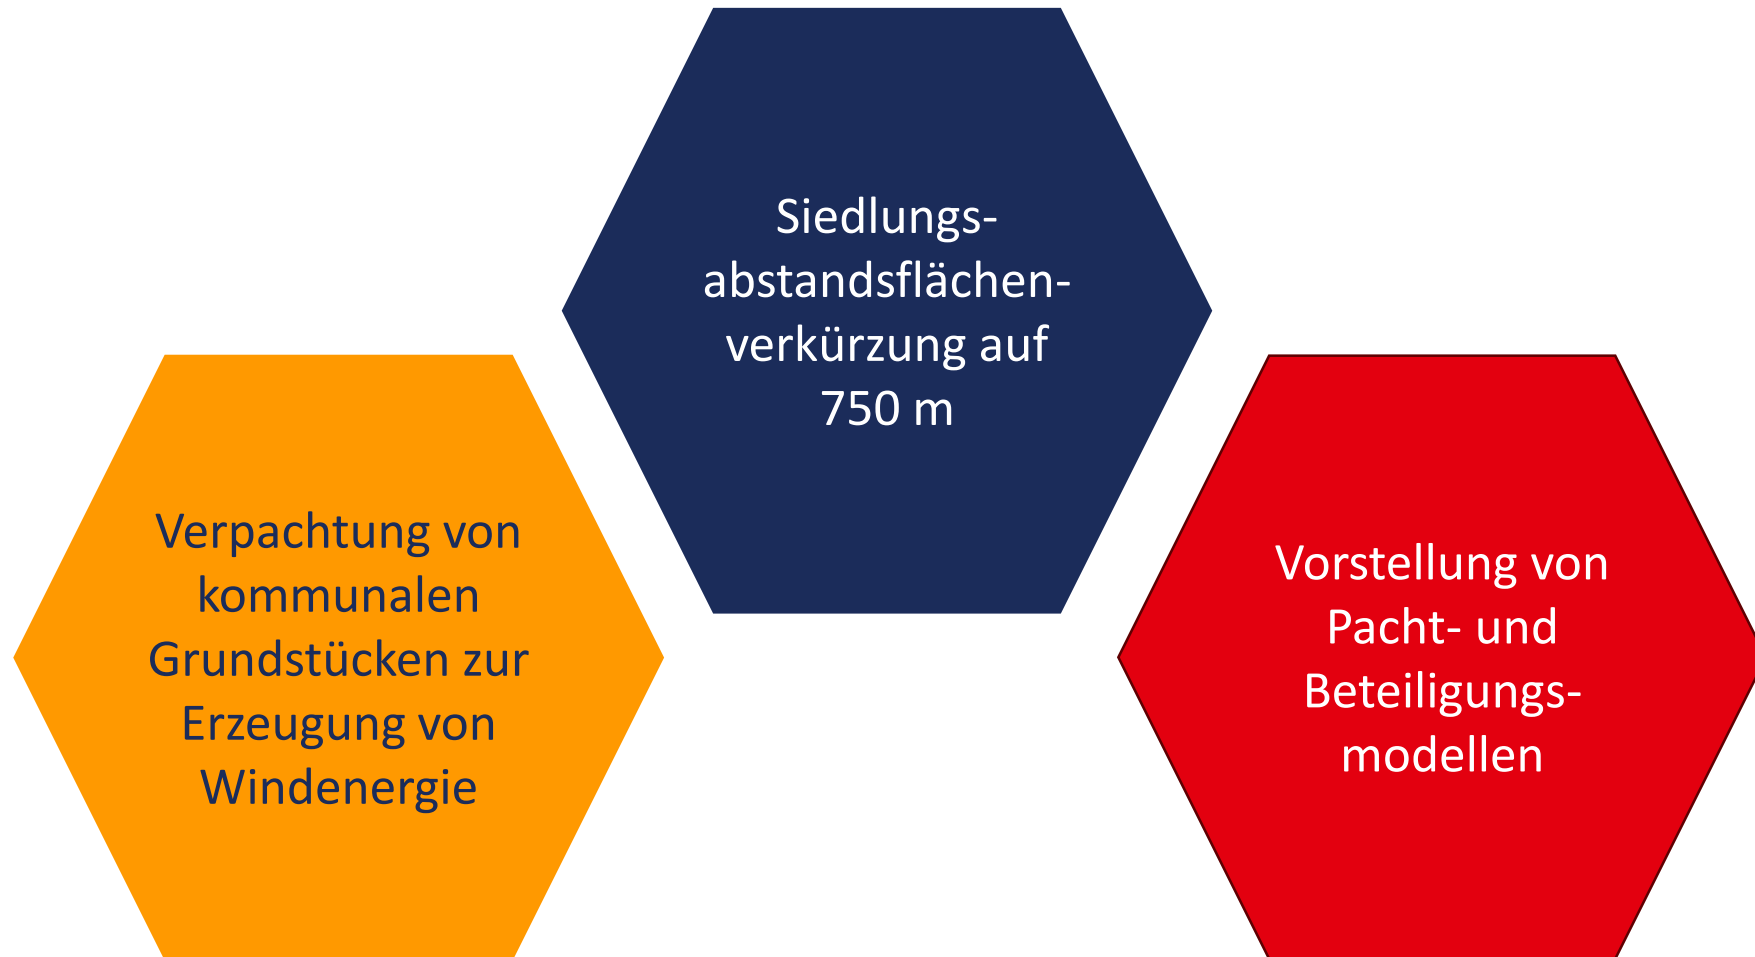 Siedlungs-
abstandsflächen-
verkürzung auf
750 m
Verpachtung von
kommunalen
Grundstücken zur
Erzeugung von
Windenergie
Vorstellung von
Pacht- und
Beteiligungs-
modellen